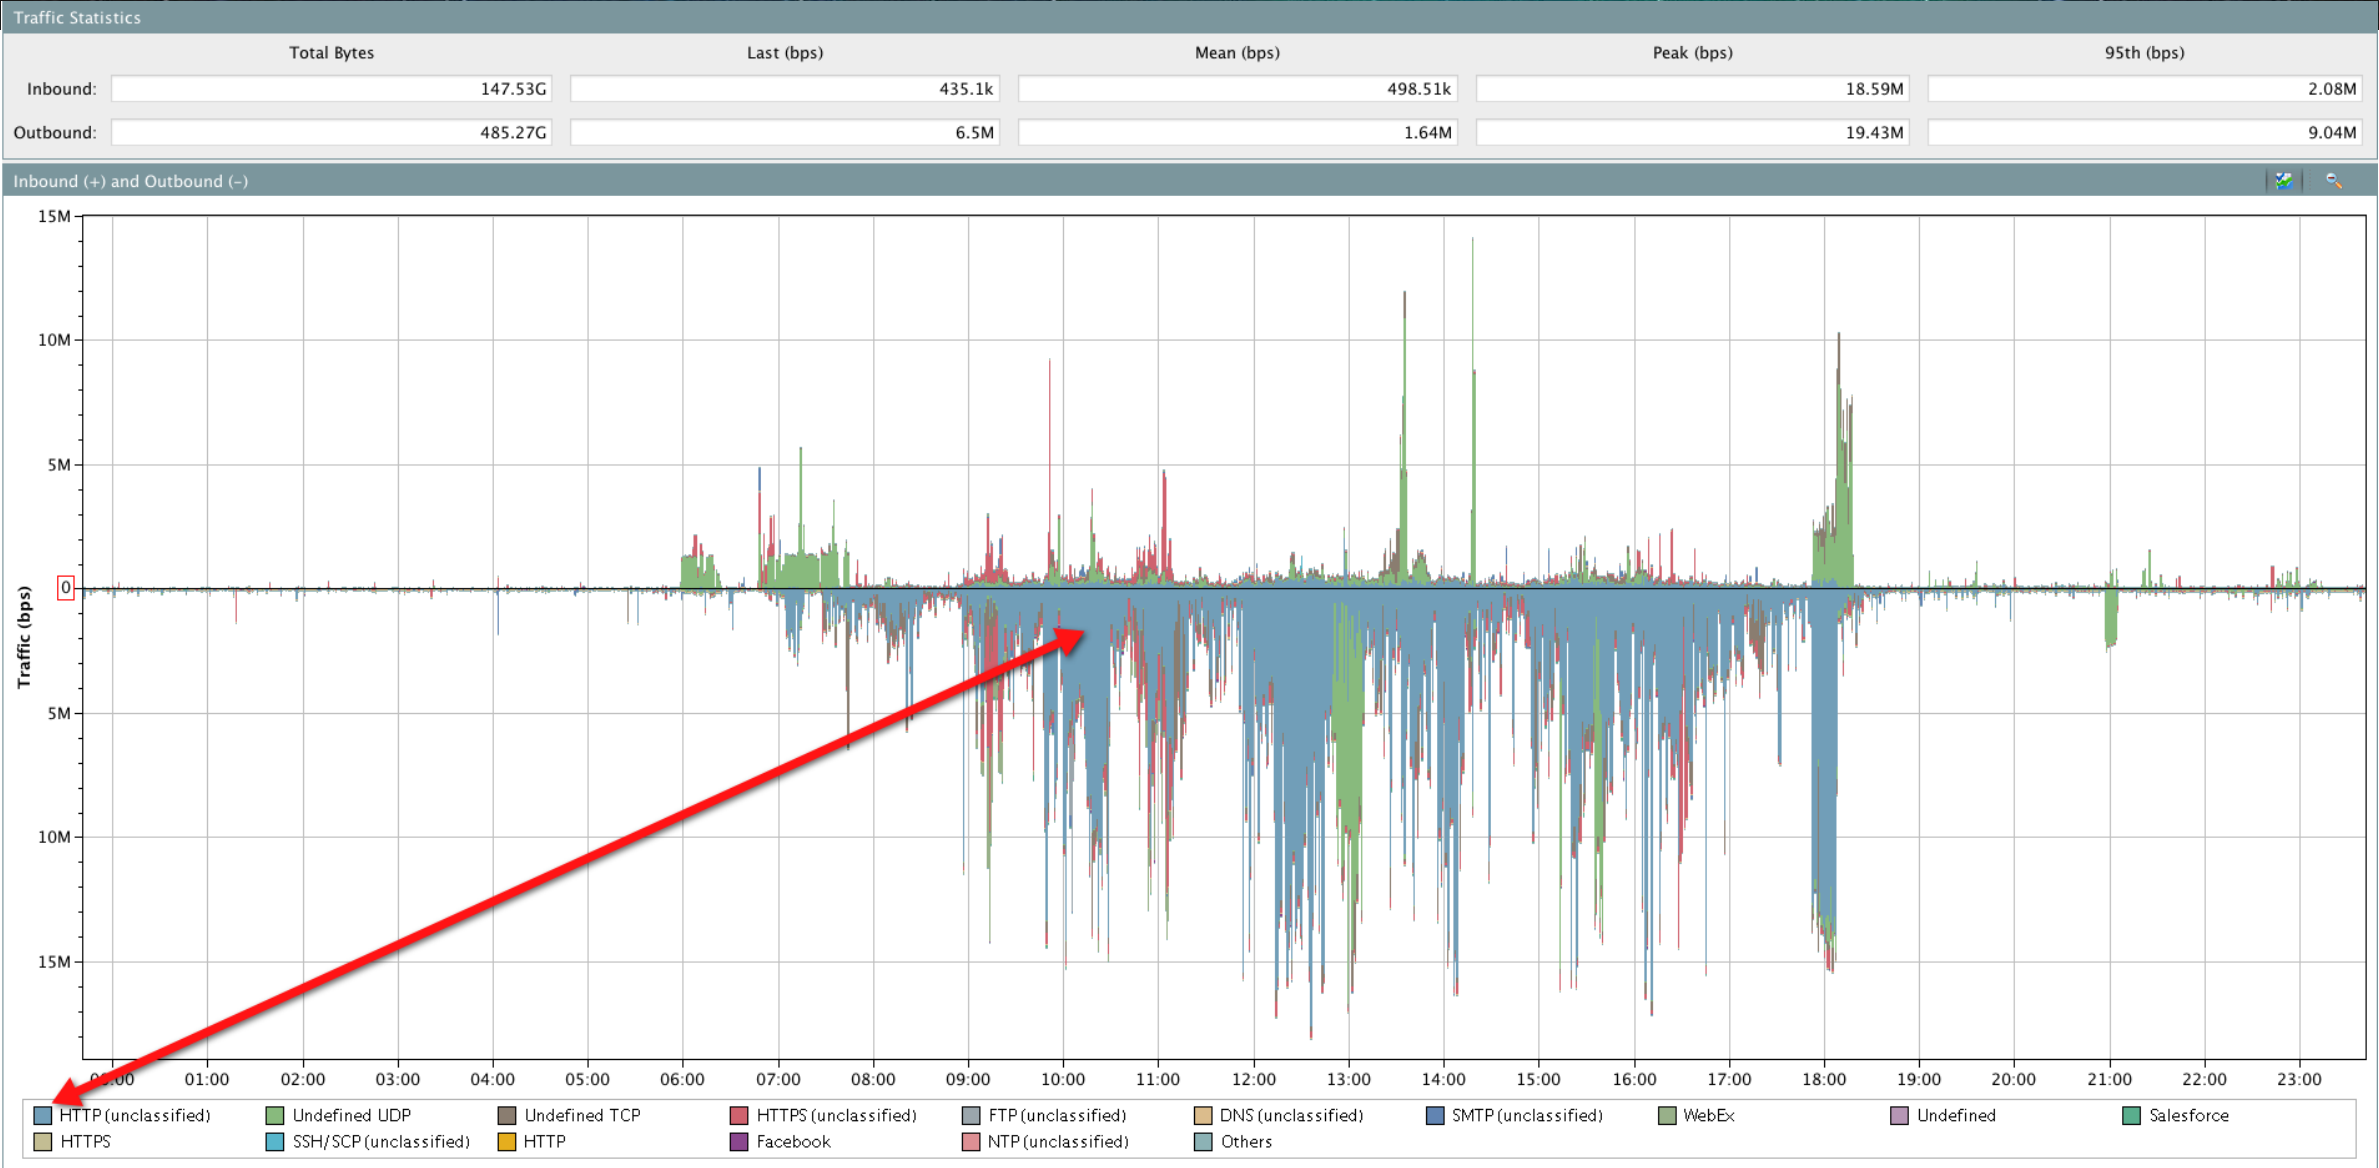 Traffic Statistics
Total Bytes Last (bps) Mean (bps) Peak (bps) 95th (bps)
Inbound: 147.53G 435.1k 498.51k 18.59M 2.08M
Outbound: 485.27G 6.5M 1.64M 19.43M 9.04M
Inbound (+) and Outbound (-)
15M
10M
5M
0
Traffic (bps)
5M
10M
15M
00:00 01:00 02:00 03:00 04:00 05:00 06:00 07:00 08:00 09:00 10:00 11:00 12:00 13:00 14:00 15:00 16:00 17:00 18:00 19:00 20:00 21:00 22:00 23:00
HTTP (unclassified) Undefined UDP Undefined TCP HTTPS (unclassified) FTP (unclassified) DNS (unclassified) SMTP (unclassified) WebEx Undefined Salesforce
HTTPS SSH/SCP (unclassified) HTTP Facebook NTP (unclassified) Others